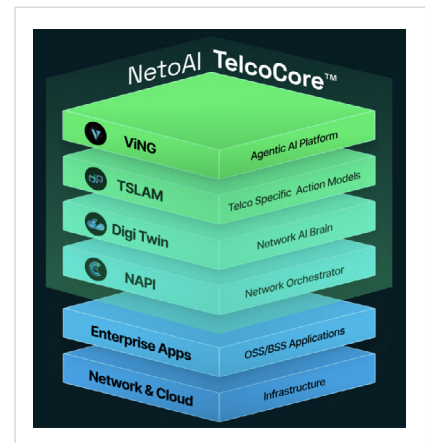 NetoAI TelcoCore™
ViNG Agentic AI Platform
TSLAM Telco Specific Action Models
Digi Twin Network AI Brain
NAPI Network Orchestrator
Enterprise Apps OSS/BSS Applications
Network & Cloud Infrastructure